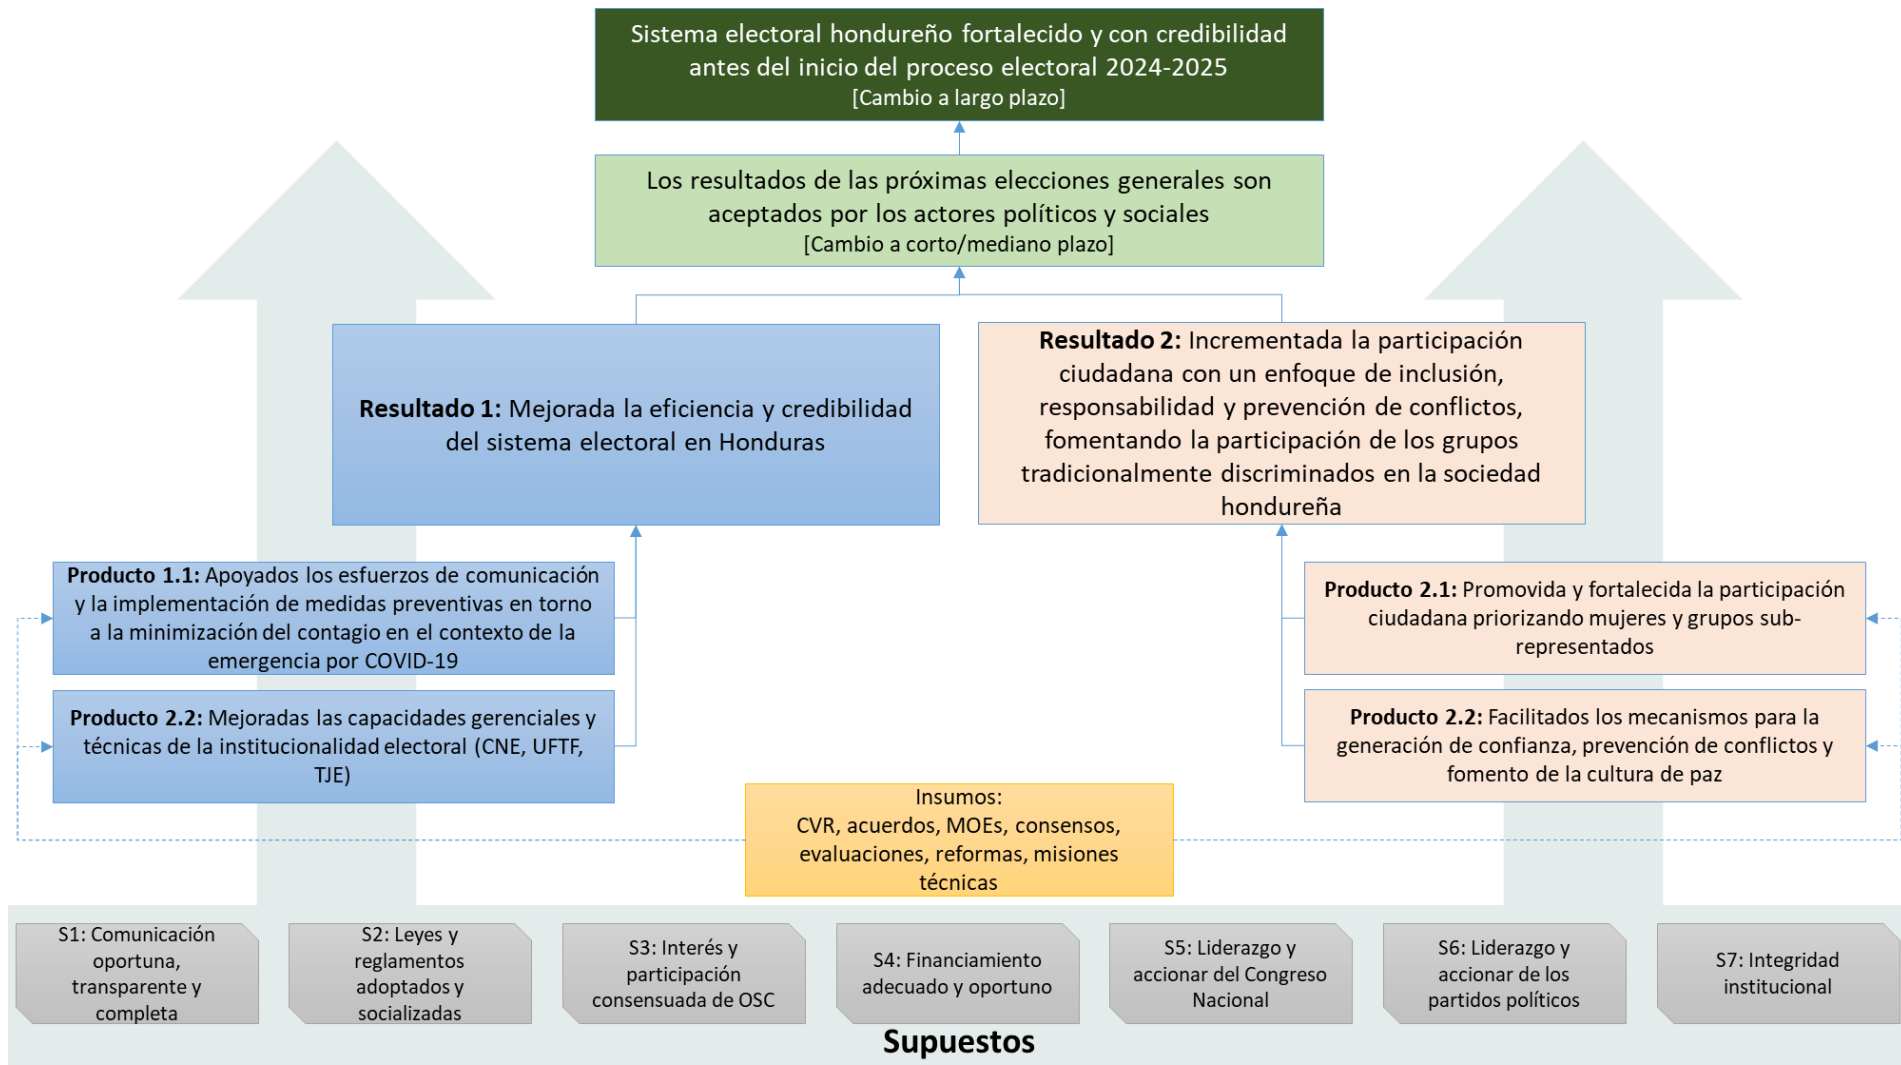 Sistema electoral hondureño fortalecido y con credibilidad
antes del inicio del proceso electoral 2024-2025
[Cambio a largo plazo]
Los resultados de las próximas elecciones generales son
aceptados por los actores políticos y sociales
[Cambio a corto/mediano plazo]
Resultado 1: Mejorada la eficiencia y credibilidad
del sistema electoral en Honduras
Resultado 2: Incrementada la participación
ciudadana con un enfoque de inclusión,
responsabilidad y prevención de conflictos,
fomentando la participación de los grupos
tradicionalmente discriminados en la sociedad
hondureña
Producto 1.1: Apoyados los esfuerzos de comunicación
y la implementación de medidas preventivas en torno
a la minimización del contagio en el contexto de la
emergencia por COVID-19
Producto 2.1: Promovida y fortalecida la participación
ciudadana priorizando mujeres y grupos sub-
representados
Producto 2.2: Mejoradas las capacidades gerenciales y
técnicas de la institucionalidad electoral (CNE, UFTF,
TJE)
Producto 2.2: Facilitados los mecanismos para la
generación de confianza, prevención de conflictos y
fomento de la cultura de paz
Insumos:
CVR, acuerdos, MOEs, consensos,
evaluaciones, reformas, misiones
técnicas
S1: Comunicación
oportuna,
transparente y
completa
S2: Leyes y
reglamentos
adoptados y
socializadas
S3: Interés y
participación
consensuada de OSC
S4: Financiamiento
adecuado y oportuno
S5: Liderazgo y
accionar del Congreso
Nacional
S6: Liderazgo y
accionar de los
partidos políticos
S7: Integridad
institucional
Supuestos